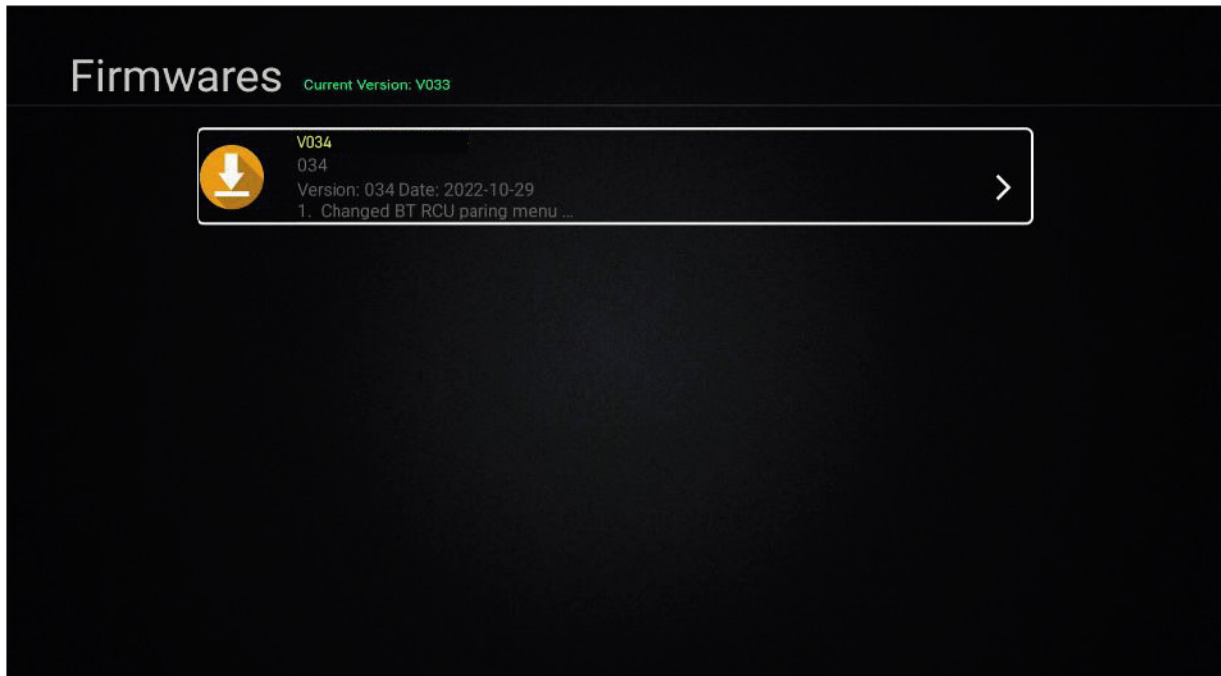 Firmwares
Current Version: V033
V034
034
Version: 034 Date: 2022-10-29
1. Changed BT RCU paring menu ...